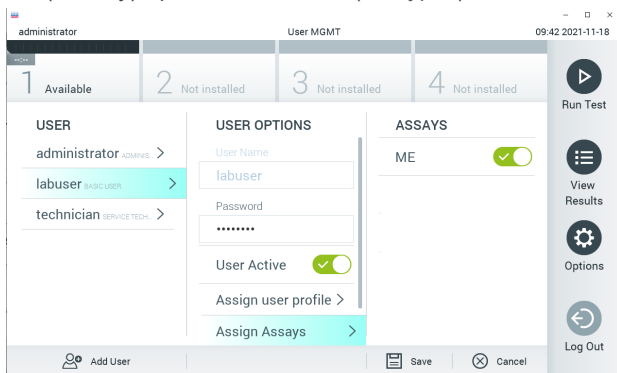 administrator User MGMT 09:42 2021-11-18
--:--
1 Available
2 Not installed
3 Not installed
4 Not installed
Run Test
View Results
Options
Log Out
USER
administrator ADMINIS.. >
labuser BASIC USER >
technician SERVICE TECH.. >
USER OPTIONS
User Name
labuser
Password
••••••••
User Active
Assign user profile >
Assign Assays >
ASSAYS
ME
Add User
Save
Cancel